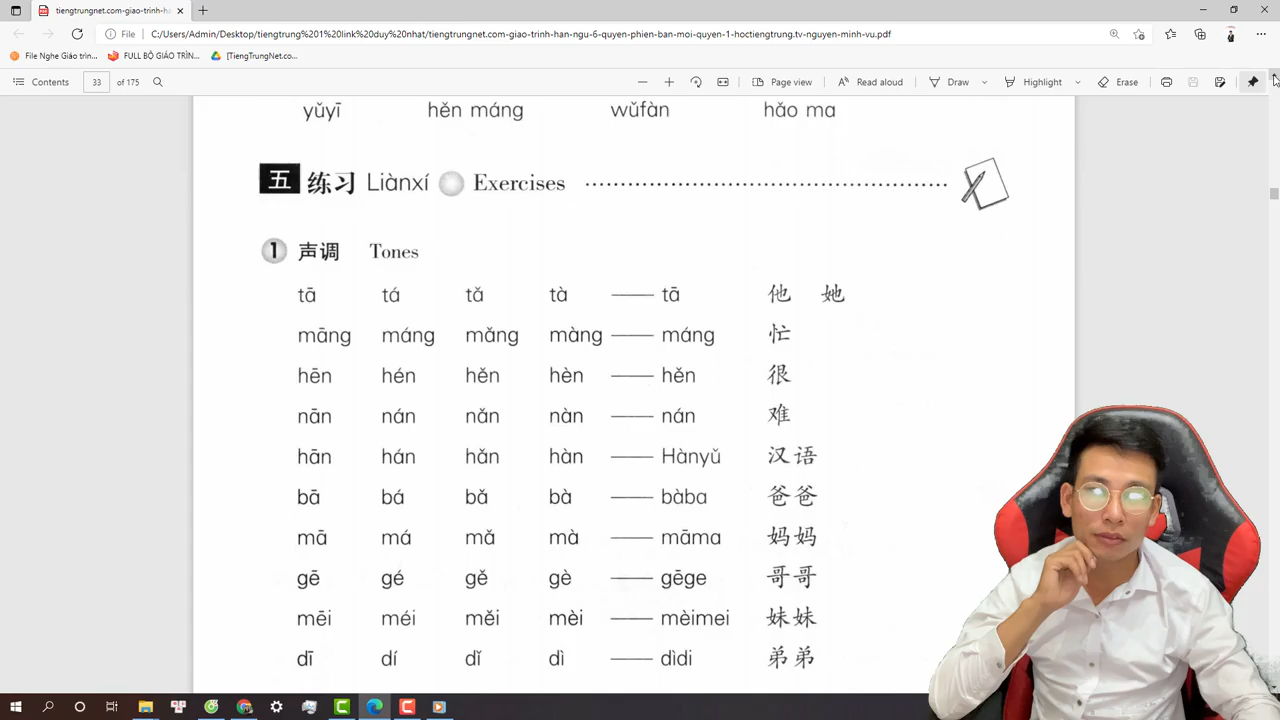 tiengtrungnet.com-giao-trinh-ha
File C:/Users/Admin/Desktop/tiengtrung%201%20link%20duy%20nhat/tiengtrungnet.com-giao-trinh-han-ngu-6-quyen-phien-ban-moi-quyen-1-hoctiengtrung.tv-nguyen-minh-vu.pdf
File Nghe Giáo trìn... FULL BỘ GIÁO TRÌN... [TiengTrungNet.co...
Contents 33 of 175 Page view Read aloud Draw Highlight Erase
yǔyī hěn máng wǔfàn hǎo ma
五 练习 Liànxí Exercises
1 声调 Tones
tā tá tǎ tà —— tā 他 她
māng máng mǎng màng —— máng 忙
hēn hén hěn hèn —— hěn 很
nān nán nǎn nàn —— nán 难
hān hán hǎn hàn —— Hànyǔ 汉语
bā bá bǎ bà —— bàba 爸爸
mā má mǎ mà —— māma 妈妈
gē gé gě gè —— gēge 哥哥
mēi méi měi mèi —— mèimei 妹妹
dī dí dǐ dì —— dìdi 弟弟